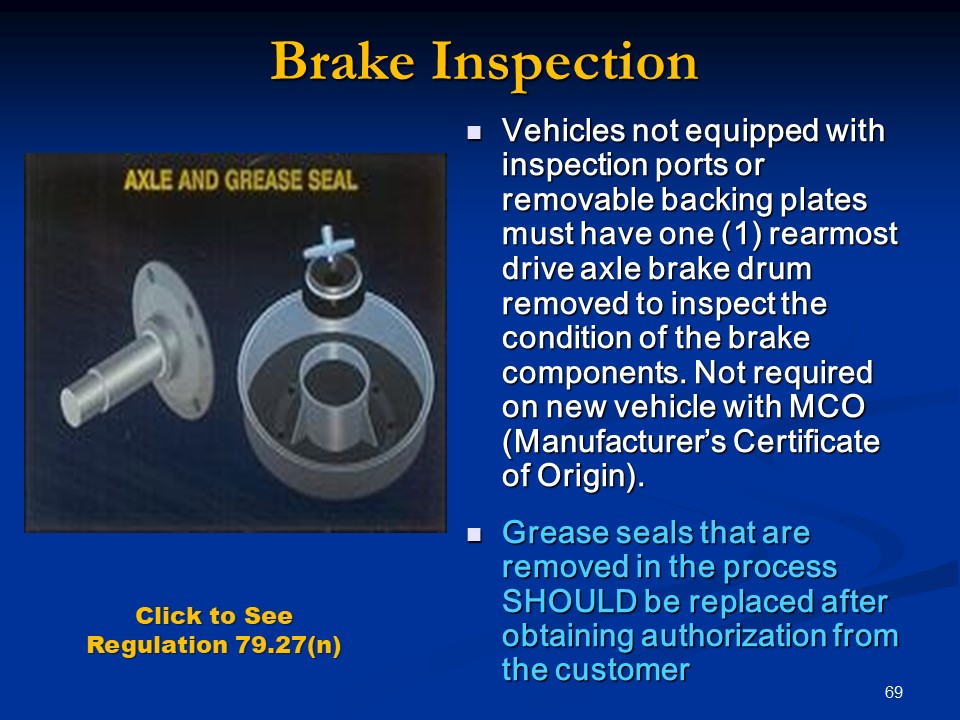 Brake Inspection
AXLE AND GREASE SEAL
Vehicles not equipped with
inspection ports or
removable backing plates
must have one (1) rearmost
drive axle brake drum
removed to inspect the
condition of the brake
components. Not required
on new vehicle with MCO
(Manufacturer’s Certificate
of Origin).
Grease seals that are
removed in the process
SHOULD be replaced after
obtaining authorization from
the customer
Click to See
Regulation 79.27(n)
69